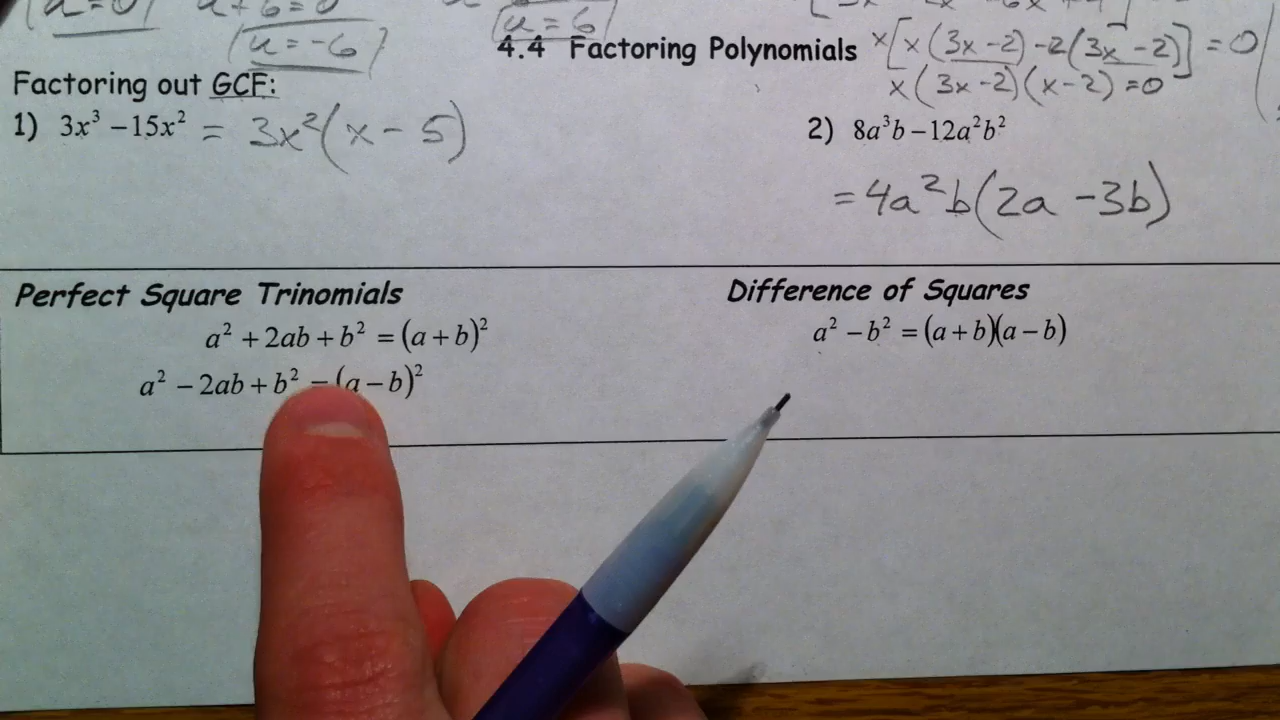 (u = 6)
(u = -6)
4.4 Factoring Polynomials
x[x(3x-2)-2(3x-2)] = 0
x(3x-2)(x-2) = 0
Factoring out GCF:
1) 3x³ – 15x² = 3x²(x - 5)
2) 8a³b – 12a²b²
= 4a²b(2a - 3b)
Perfect Square Trinomials
a² + 2ab + b² = (a + b)²
a² – 2ab + b² = (a – b)²
Difference of Squares
a² – b² = (a + b)(a – b)